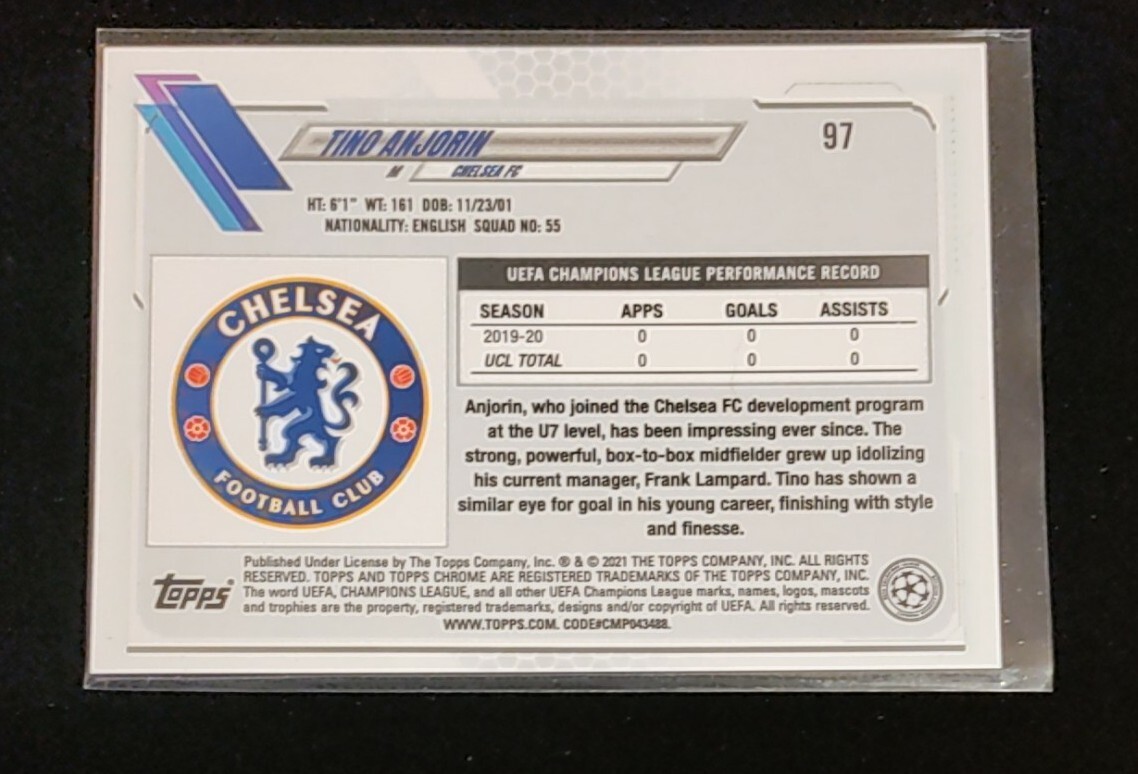 TINO ANJORIN
97
M CHELSEA FC
HT: 6'1" WT: 161 DOB: 11/23/01
NATIONALITY: ENGLISH SQUAD NO: 55
CHELSEA
FOOTBALL CLUB
UEFA CHAMPIONS LEAGUE PERFORMANCE RECORD
SEASON APPS GOALS ASSISTS
2019-20 0 0 0
UCL TOTAL 0 0 0
Anjorin, who joined the Chelsea FC development program
at the U7 level, has been impressing ever since. The
strong, powerful, box-to-box midfielder grew up idolizing
his current manager, Frank Lampard. Tino has shown a
similar eye for goal in his young career, finishing with style
and finesse.
Topps
Published Under License by The Topps Company, Inc. ® & © 2021 THE TOPPS COMPANY, INC. ALL RIGHTS
RESERVED. TOPPS AND TOPPS CHROME ARE REGISTERED TRADEMARKS OF THE TOPPS COMPANY, INC.
The word UEFA, CHAMPIONS LEAGUE, and all other UEFA Champions League marks, names, logos, mascots
and trophies are the property, registered trademarks, designs and/or copyright of UEFA. All rights reserved.
WWW.TOPPS.COM. CODE#CMP043488.